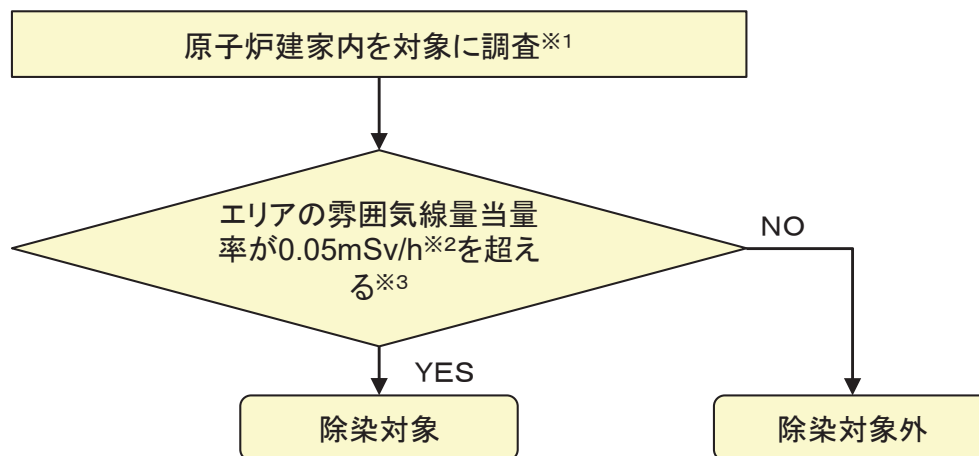 原子炉建家内を対象に調査※1
エリアの雰囲気線量当量
率が0.05mSv/h※2を超え
る※3
NO
YES
除染対象
除染対象外